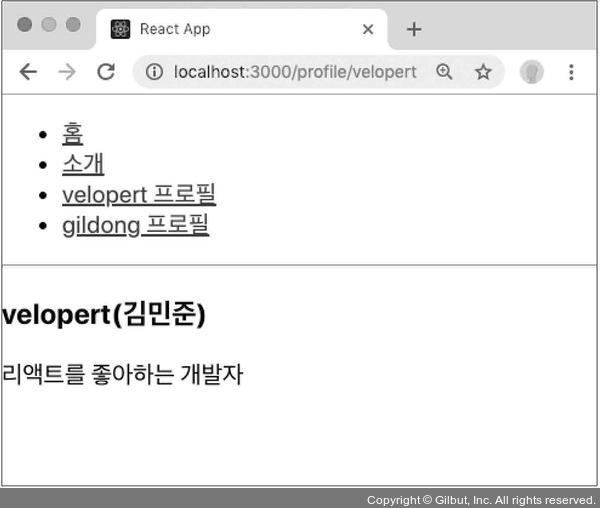 React App
localhost:3000/profile/velopert
홈
소개
velopert 프로필
gildong 프로필
velopert(김민준)
리액트를 좋아하는 개발자
Copyright © Gilbut, Inc. All rights reserved.